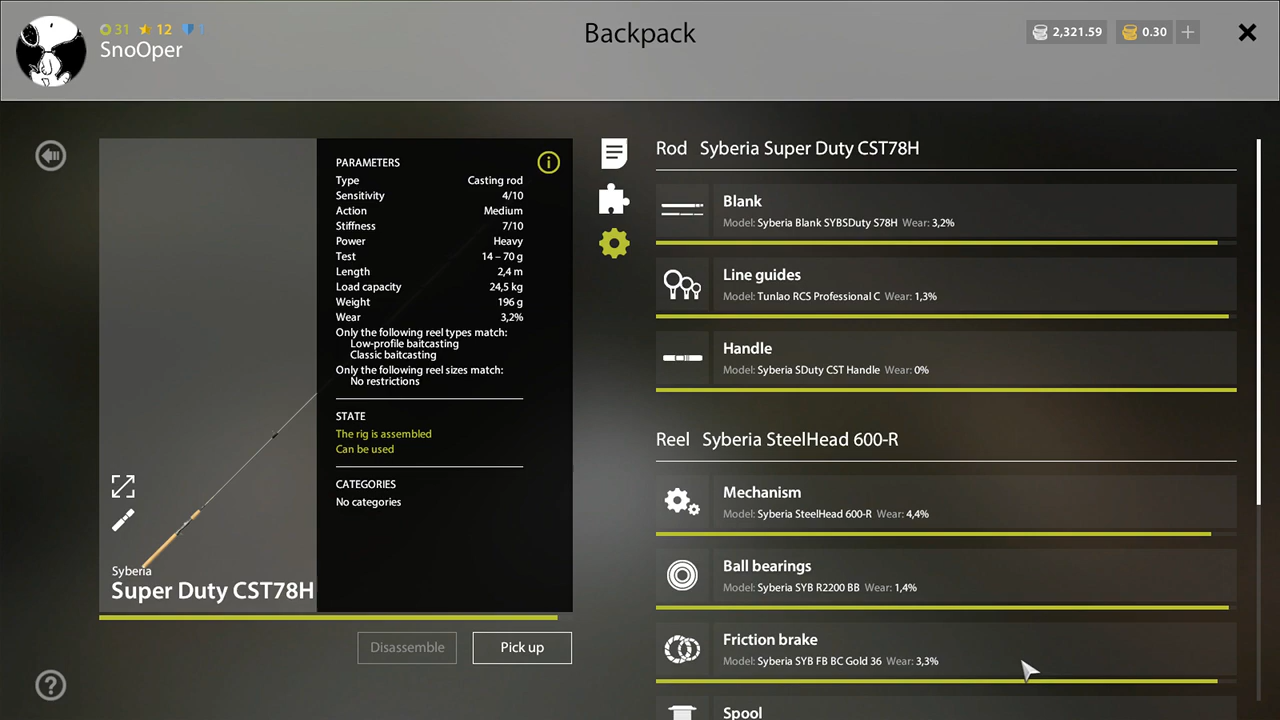 31 12 1
SnoOper
Backpack
2,321.59 0.30
PARAMETERS
Type Casting rod
Sensitivity 4/10
Action Medium
Stiffness 7/10
Power Heavy
Test 14 – 70 g
Length 2,4 m
Load capacity 24,5 kg
Weight 196 g
Wear 3,2%
Only the following reel types match:
Low-profile baitcasting
Classic baitcasting
Only the following reel sizes match:
No restrictions
STATE
The rig is assembled
Can be used
CATEGORIES
No categories
Syberia
Super Duty CST78H
Disassemble
Pick up
Rod Syberia Super Duty CST78H
Blank
Model: Syberia Blank SYBSDuty S78H Wear: 3,2%
Line guides
Model: Tunlao RCS Professional C Wear: 1,3%
Handle
Model: Syberia SDuty CST Handle Wear: 0%
Reel Syberia SteelHead 600-R
Mechanism
Model: Syberia SteelHead 600-R Wear: 4,4%
Ball bearings
Model: Syberia SYB R2200 BB Wear: 1,4%
Friction brake
Model: Syberia SYB FB BC Gold 36 Wear: 3,3%
Spool